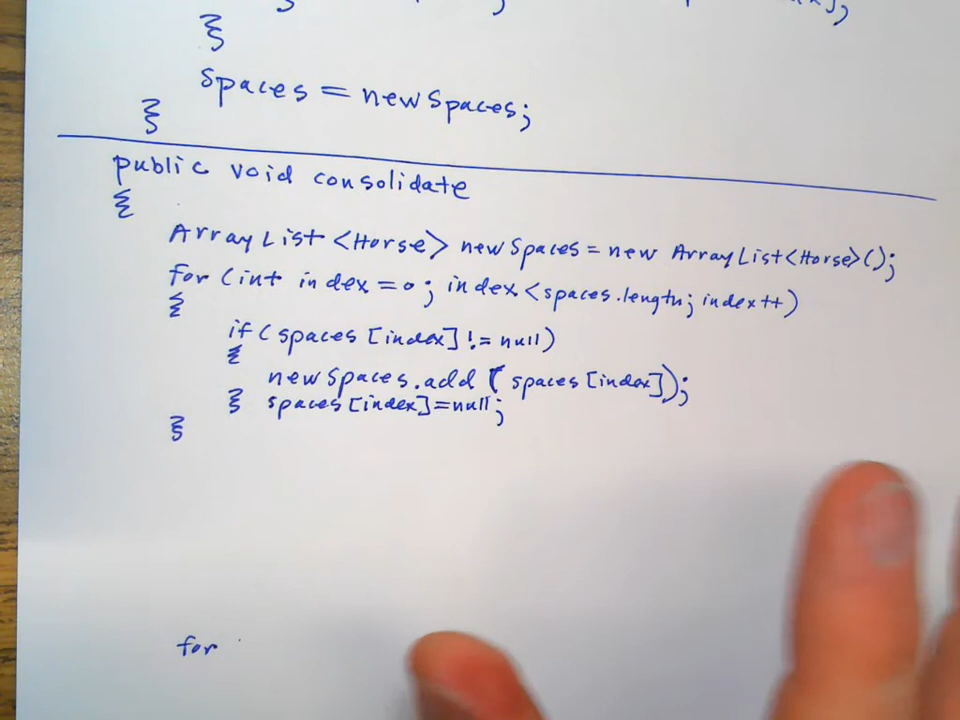 }
spaces = newSpaces;
}
public void consolidate
{
ArrayList <Horse> newSpaces = new ArrayList<Horse>();
for (int index = 0; index < spaces.length; index++)
{
if (spaces [index] != null)
{
newSpaces.add (spaces [index]);
} spaces [index] = null;
}
for